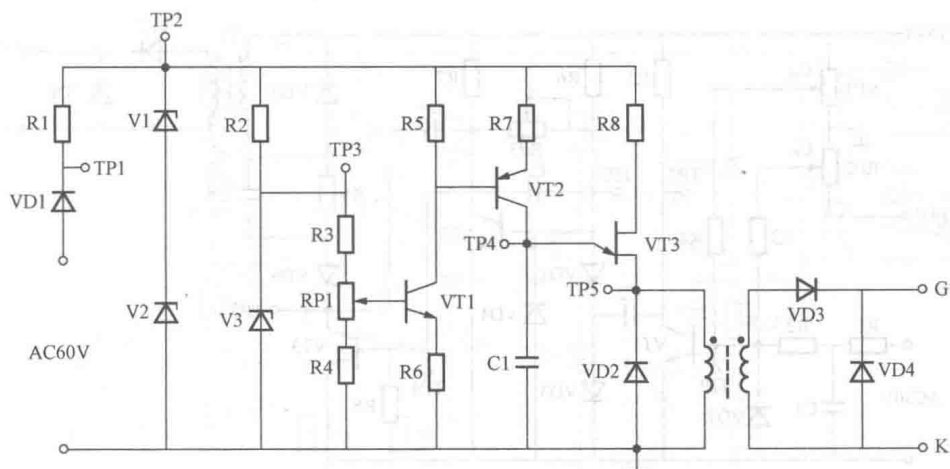 TP2
R1
V1
R2
R5
R7
R8
TP1
TP3
VT2
VD1
R3
TP4
VT3
RP1
VT1
TP5
G
V2
V3
VD3
AC60V
R4
R6
C1
VD2
VD4
K